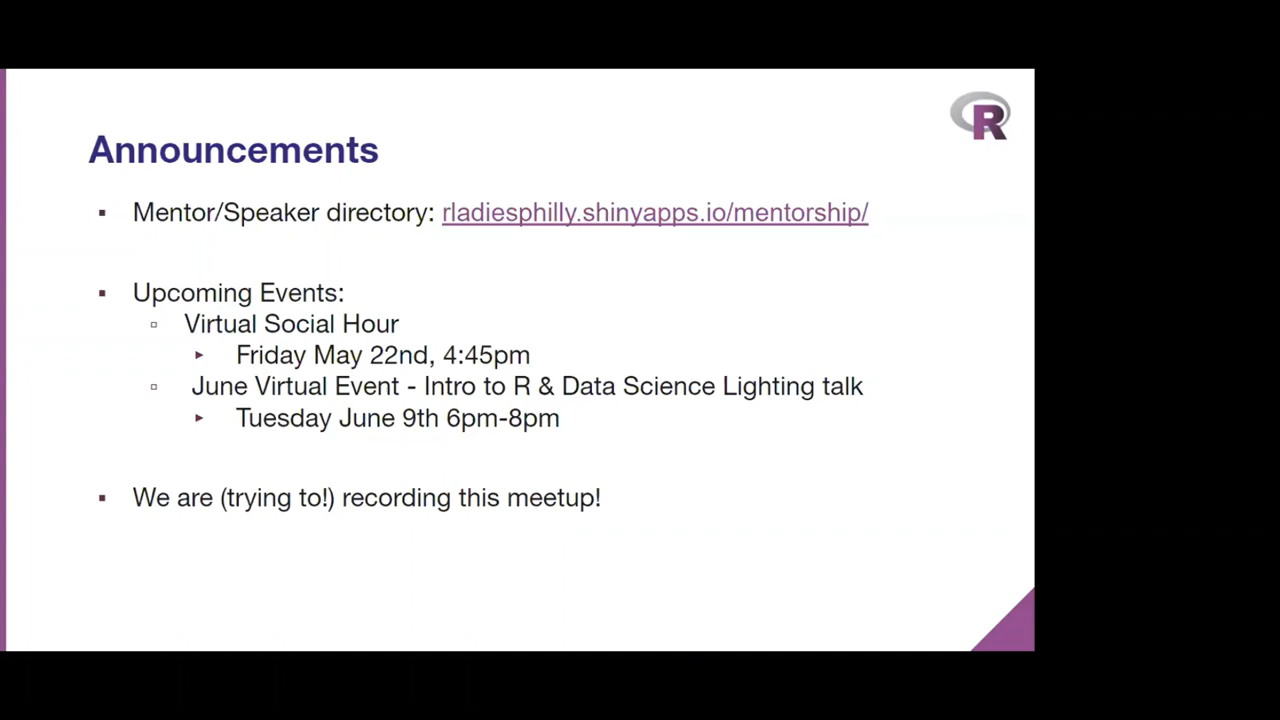 R
Announcements
▪ Mentor/Speaker directory: rladiesphilly.shinyapps.io/mentorship/
▪ Upcoming Events:
▫ Virtual Social Hour
▸ Friday May 22nd, 4:45pm
▫ June Virtual Event - Intro to R & Data Science Lighting talk
▸ Tuesday June 9th 6pm-8pm
▪ We are (trying to!) recording this meetup!